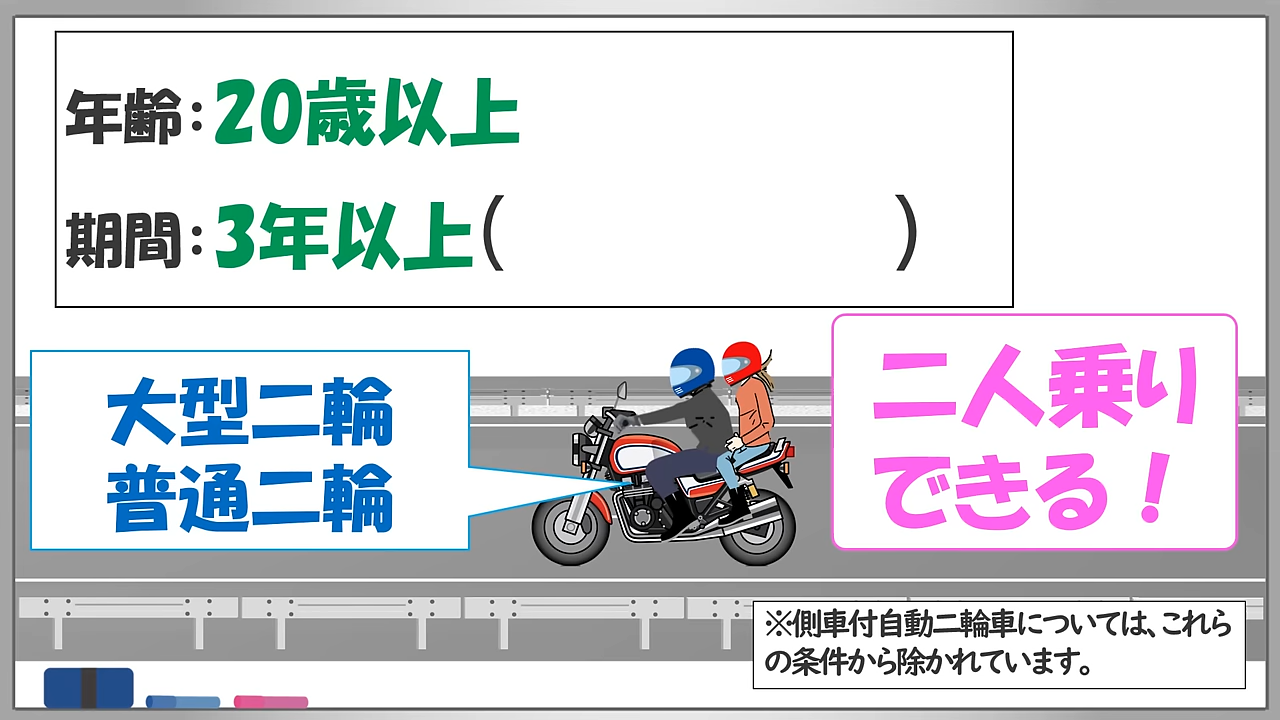 年齢：20歳以上
期間：3年以上(　　　　)
大型二輪
普通二輪
二人乗り
できる！
※側車付自動二輪車については、これら
の条件から除かれています。